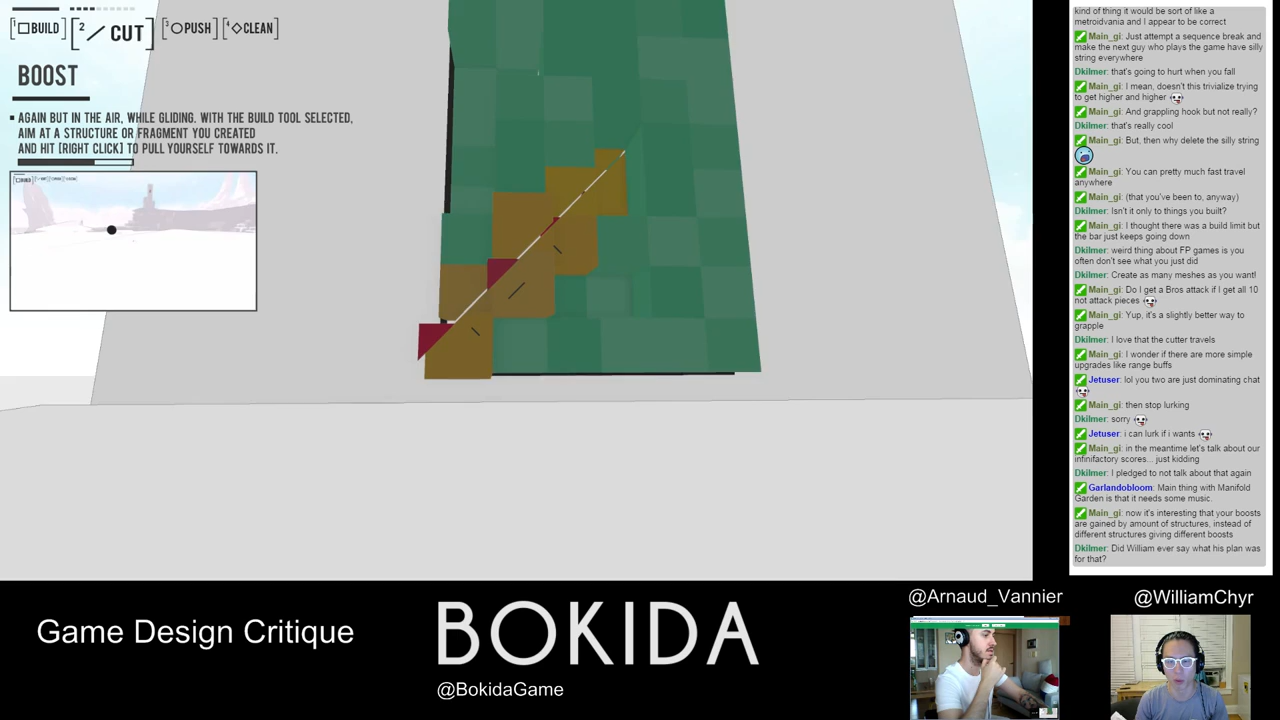 1 BUILD 2 CUT 3 PUSH 4 CLEAN
BOOST
AGAIN BUT IN THE AIR, WHILE GLIDING. WITH THE BUILD TOOL SELECTED,
AIM AT A STRUCTURE OR FRAGMENT YOU CREATED
AND HIT [RIGHT CLICK] TO PULL YOURSELF TOWARDS IT.
kind of thing it would be sort of like a
metroidvania and I appear to be correct
Main_gi: Just attempt a sequence break and
make the next guy who plays the game have silly
string everywhere
Dkilmer: that's going to hurt when you fall
Main_gi: I mean, doesn't this trivialize trying
to get higher and higher
Main_gi: And grappling hook but not really?
Dkilmer: that's really cool
Main_gi: But, then why delete the silly string
Main_gi: You can pretty much fast travel
anywhere
Main_gi: (that you've been to, anyway)
Dkilmer: Isn't it only to things you built?
Main_gi: I thought there was a build limit but
the bar just keeps going down
Dkilmer: weird thing about FP games is you
often don't see what you just did
Dkilmer: Create as many meshes as you want!
Main_gi: Do I get a Bros attack if I get all 10
not attack pieces
Main_gi: Yup, it's a slightly better way to
grapple
Dkilmer: I love that the cutter travels
Main_gi: I wonder if there are more simple
upgrades like range buffs
Jetuser: lol you two are just dominating chat
Main_gi: then stop lurking
Dkilmer: sorry
Jetuser: i can lurk if i wants
Main_gi: in the meantime let's talk about our
infinifactory scores... just kidding
Dkilmer: I pledged to not talk about that again
Garlandobloom: Main thing with Manifold
Garden is that it needs some music.
Main_gi: now it's interesting that your boosts
are gained by amount of structures, instead of
different structures giving different boosts
Dkilmer: Did William ever say what his plan was
for that?
Game Design Critique
BOKIDA
@BokidaGame
@Arnaud_Vannier
@WilliamChyr